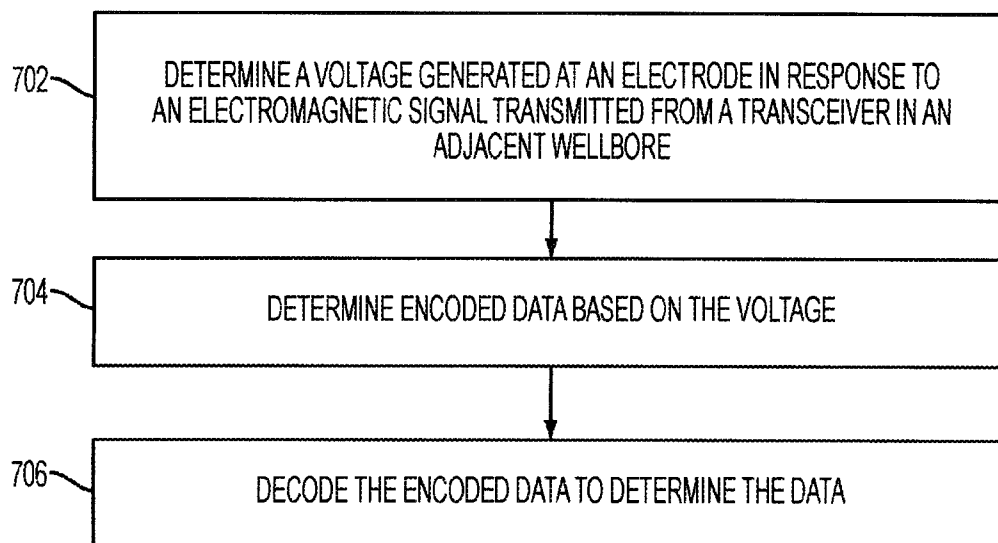 702
DETERMINE A VOLTAGE GENERATED AT AN ELECTRODE IN RESPONSE TO
AN ELECTROMAGNETIC SIGNAL TRANSMITTED FROM A TRANSCEIVER IN AN
ADJACENT WELLBORE
704
DETERMINE ENCODED DATA BASED ON THE VOLTAGE
706
DECODE THE ENCODED DATA TO DETERMINE THE DATA